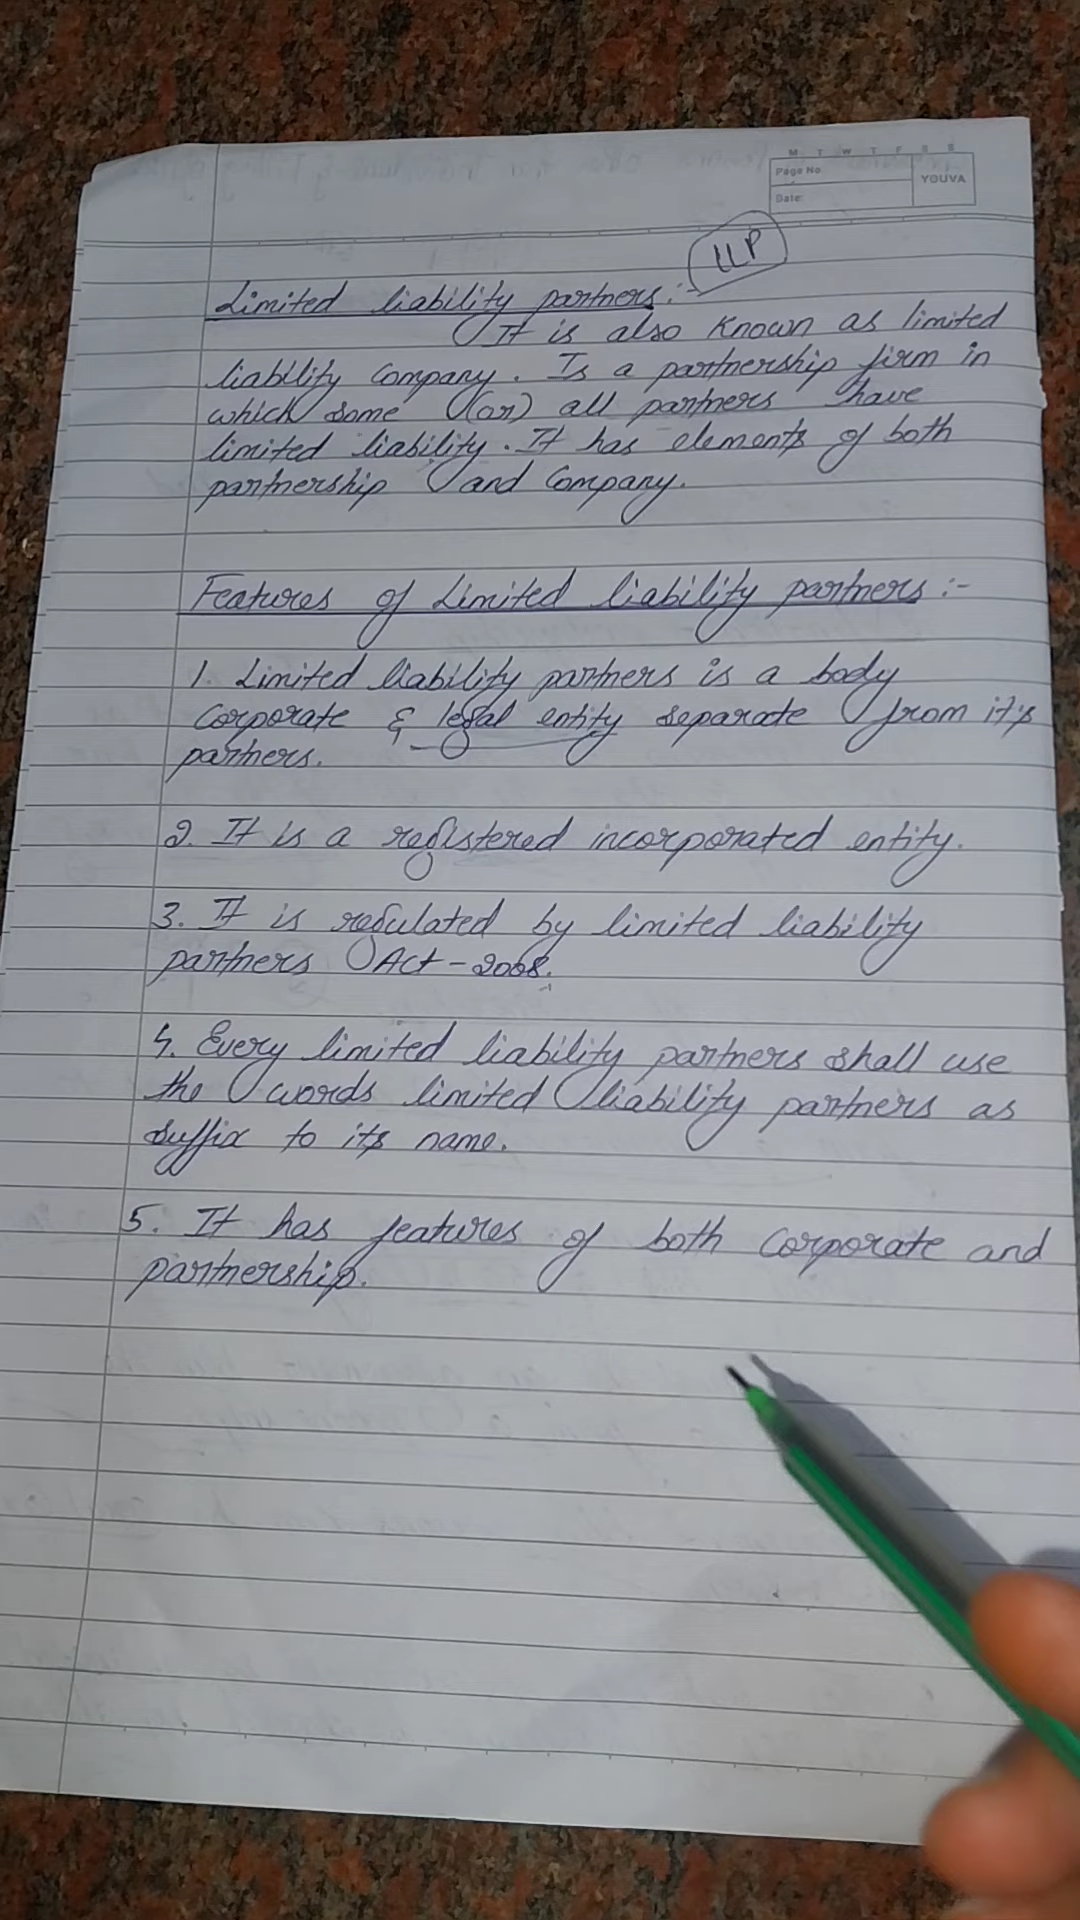 M T W T F S S
Page No
YOUVA
Date:
LLP
Limited liability partners:-
It is also known as limited
liability Company. Is a partnership firm in
which some (or) all partners have
limited liability. It has elements of both
partnership and Company.
Features of Limited liability partners:-
1. Limited liability partners is a body
corporate & legal entity separate from it's
partners.
2. It is a registered incorporated entity.
3. It is regulated by limited liability
partners Act-2008.
4. Every limited liability partners shall use
the words limited liability partners as
suffix to its name.
5. It has features of both Corporate and
partnership.